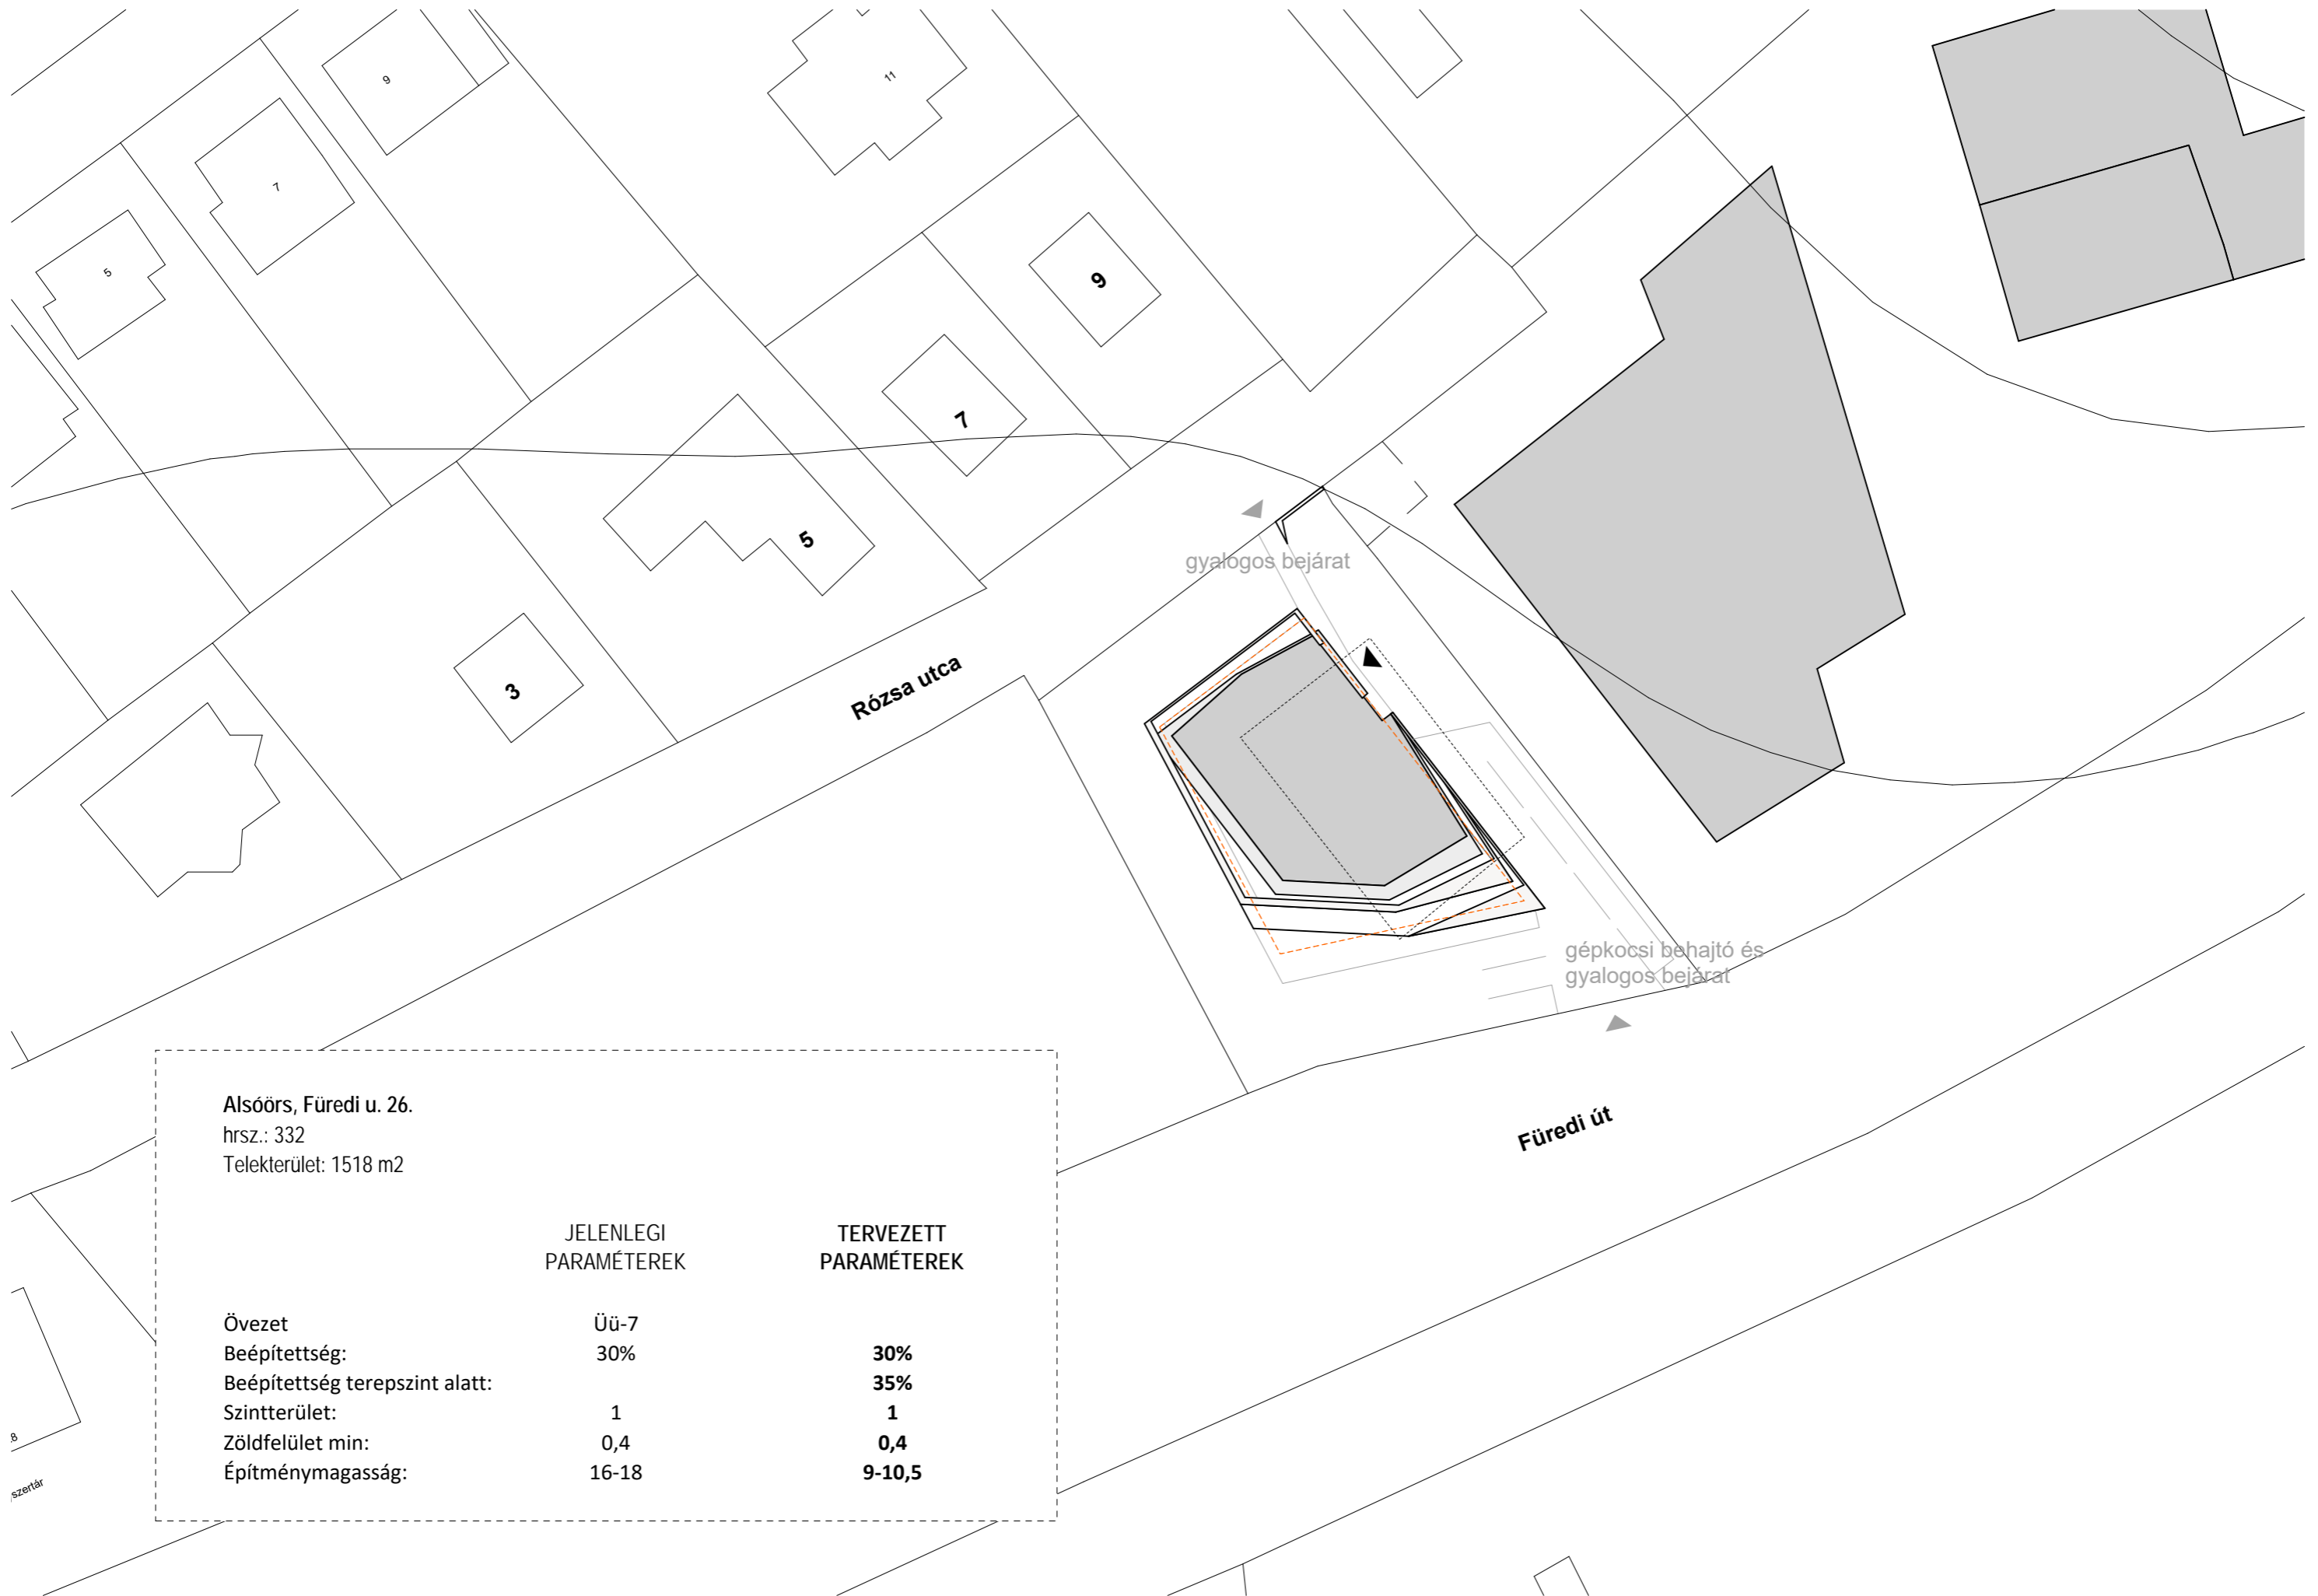 9
11
7
5
9
7
5
3
gyalogos bejárat
Rózsa utca
gépkocsi behajtó és
gyalogos bejárat
Füredi út
Alsóörs, Füredi u. 26.
hrsz.: 332
Telekterület: 1518 m2
JELENLEGI TERVEZETT
PARAMÉTEREK PARAMÉTEREK
Övezet Üü-7
Beépítettség: 30% 30%
Beépítettség terepszint alatt: 35%
Szintterület: 1 1
Zöldfelület min: 0,4 0,4
Építménymagasság: 16-18 9-10,5